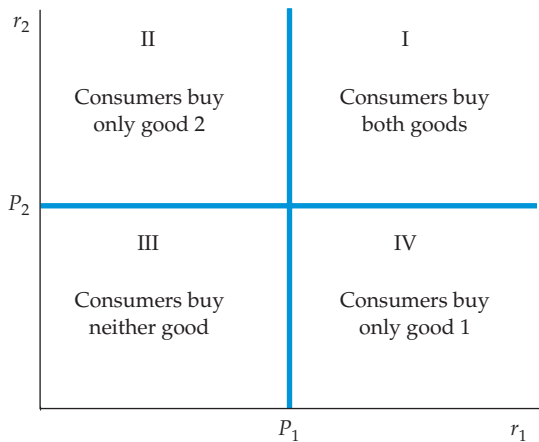 r2
II
I
Consumers buy
only good 2
Consumers buy
both goods
P2
III
IV
Consumers buy
neither good
Consumers buy
only good 1
P1
r1